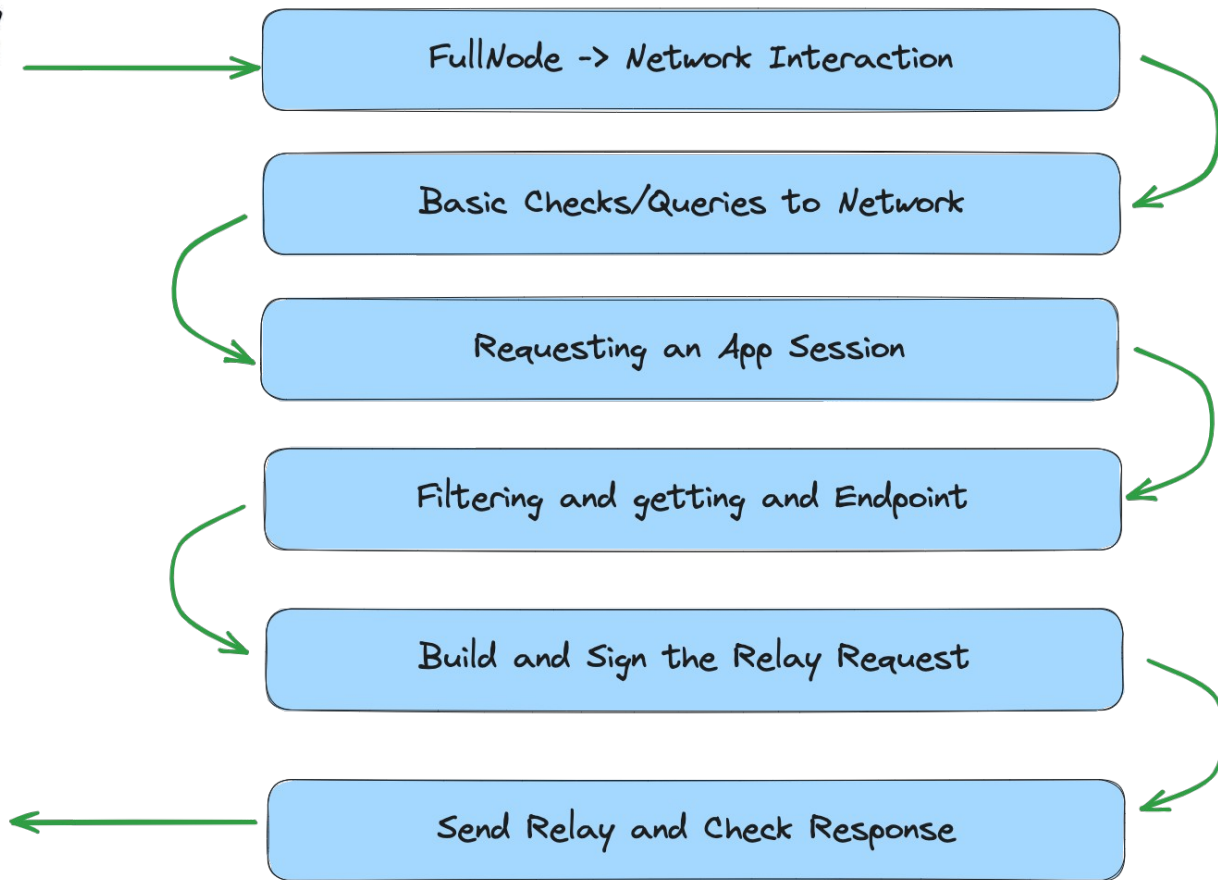 FullNode -> Network Interaction
Basic Checks/Queries to Network
Requesting an App Session
Filtering and getting and Endpoint
Build and Sign the Relay Request
Send Relay and Check Response